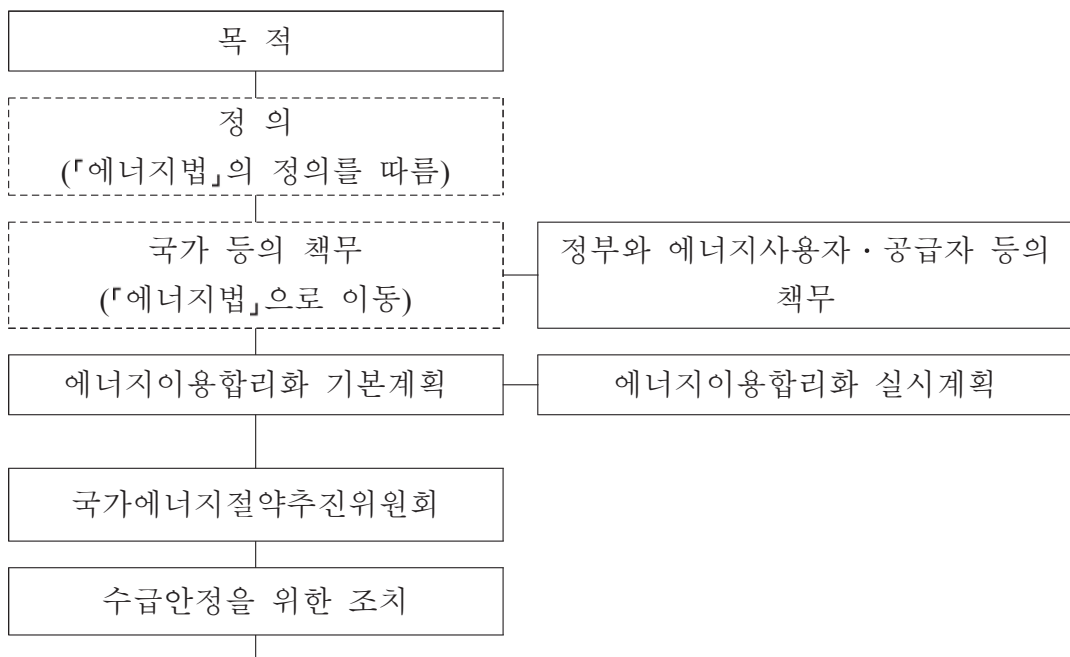 목 적
정 의
(『에너지법』의 정의를 따름)
국가 등의 책무
(『에너지법』으로 이동)
정부와 에너지사용자·공급자 등의
책무
에너지이용합리화 기본계획
에너지이용합리화 실시계획
국가에너지절약추진위원회
수급안정을 위한 조치